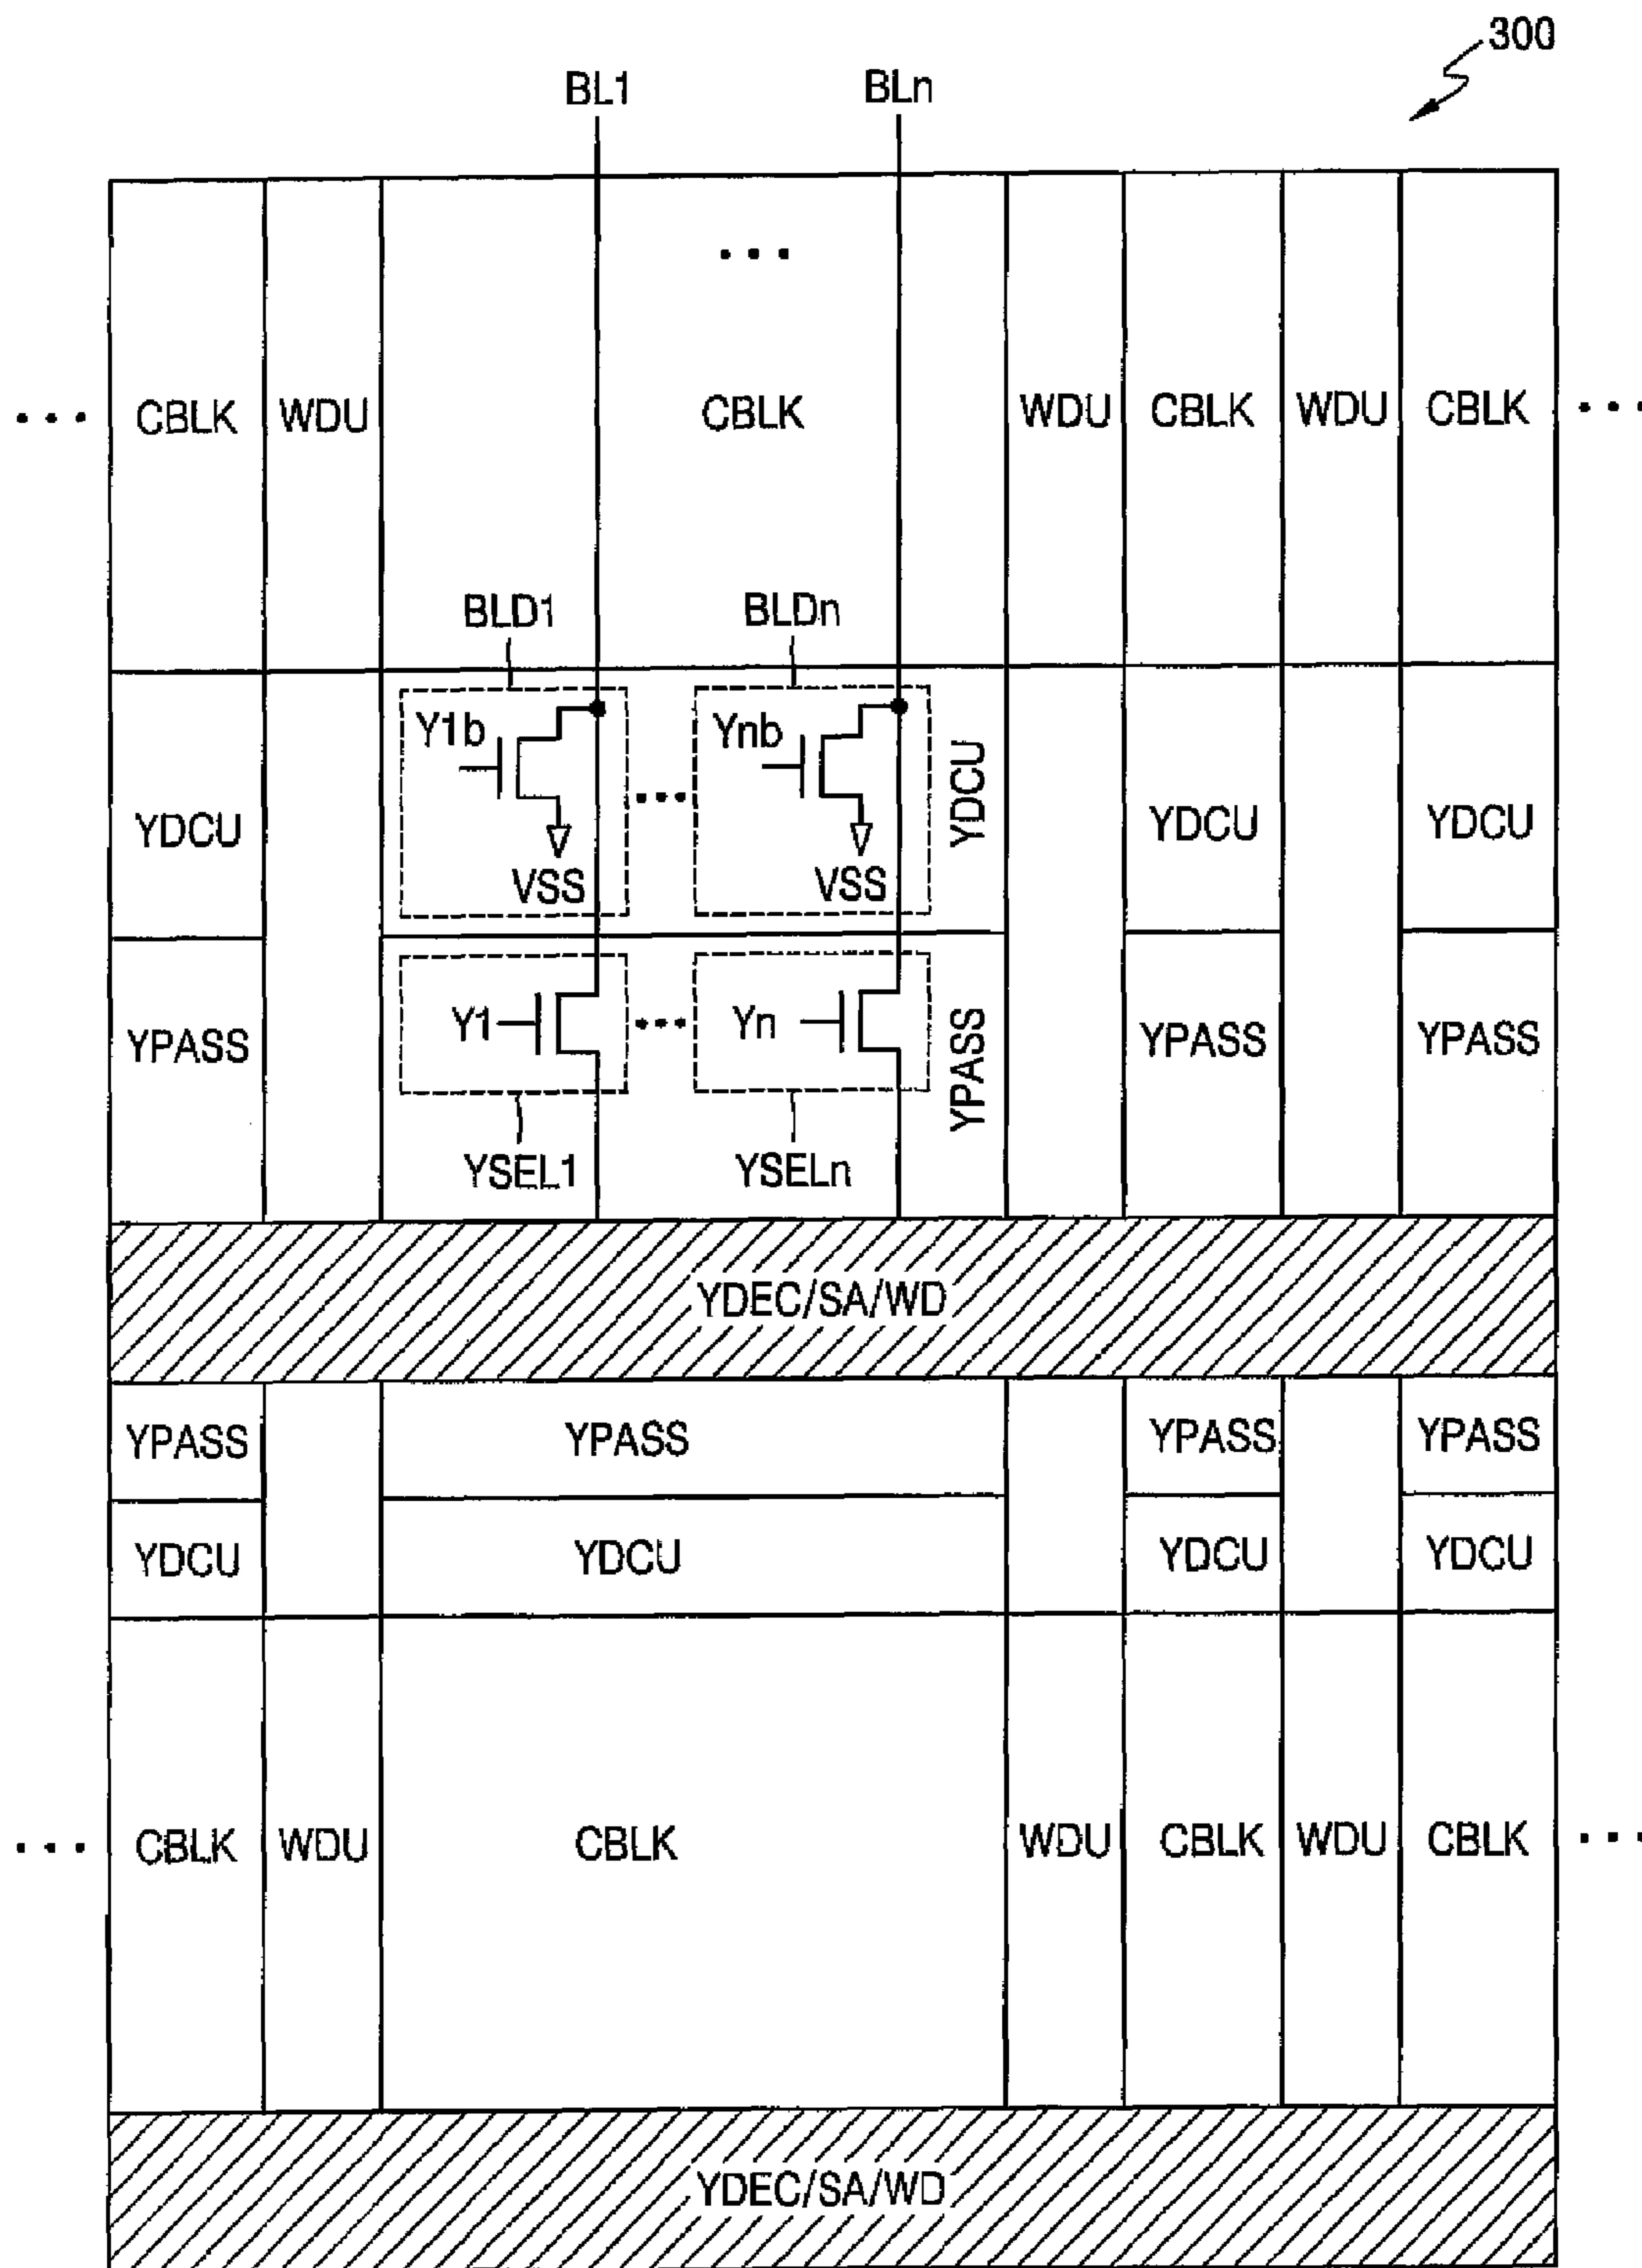 300
BL1 BLn
...
... CBLK WDU CBLK WDU CBLK WDU CBLK ...
BLD1 BLDn
Y1b ... Ynb
YDCU VSS VSS YDCU YDCU YDCU
YPASS Y1 ... Yn YPASS YPASS YPASS
YSEL1 YSELn
YDEC/SA/WD
YPASS YPASS YPASS YPASS
YDCU YDCU YDCU YDCU
... CBLK WDU CBLK WDU CBLK WDU CBLK ...
YDEC/SA/WD